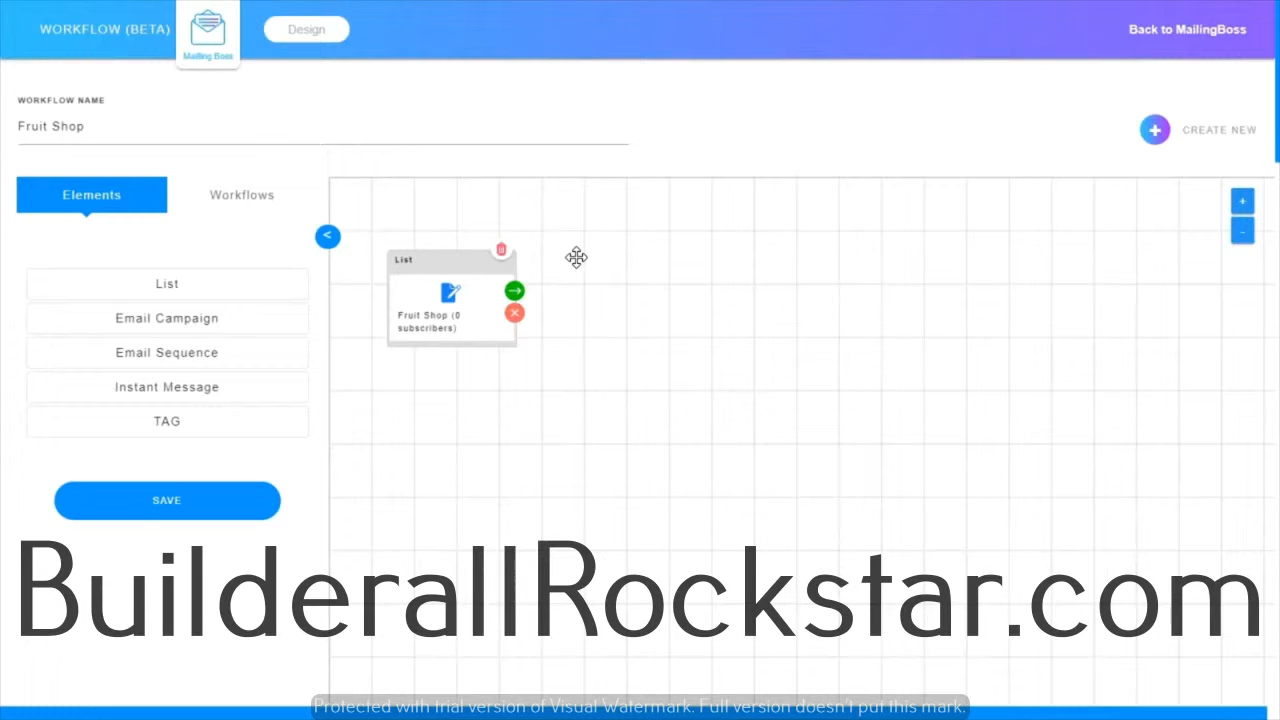 WORKFLOW (BETA)
Mailing Boss
Design
Back to MailingBoss
WORKFLOW NAME
Fruit Shop
+ CREATE NEW
Elements
Workflows
+
-
<
List
List
Fruit Shop (0
subscribers)
Email Campaign
Email Sequence
Instant Message
TAG
SAVE
BuilderallRockstar.com
Protected with trial version of Visual Watermark. Full version doesn't put this mark.